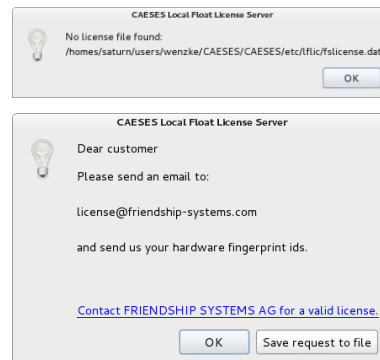 CAESES Local Float License Server
No license file found:
/homes/saturn/users/wenzke/CAESES/CAESES/etc/lflic/fslicense.dat
OK
CAESES Local Float License Server
Dear customer
Please send an email to:
license@friendship-systems.com
and send us your hardware fingerprint ids.
Contact FRIENDSHIP SYSTEMS AG for a valid license.
OK
Save request to file